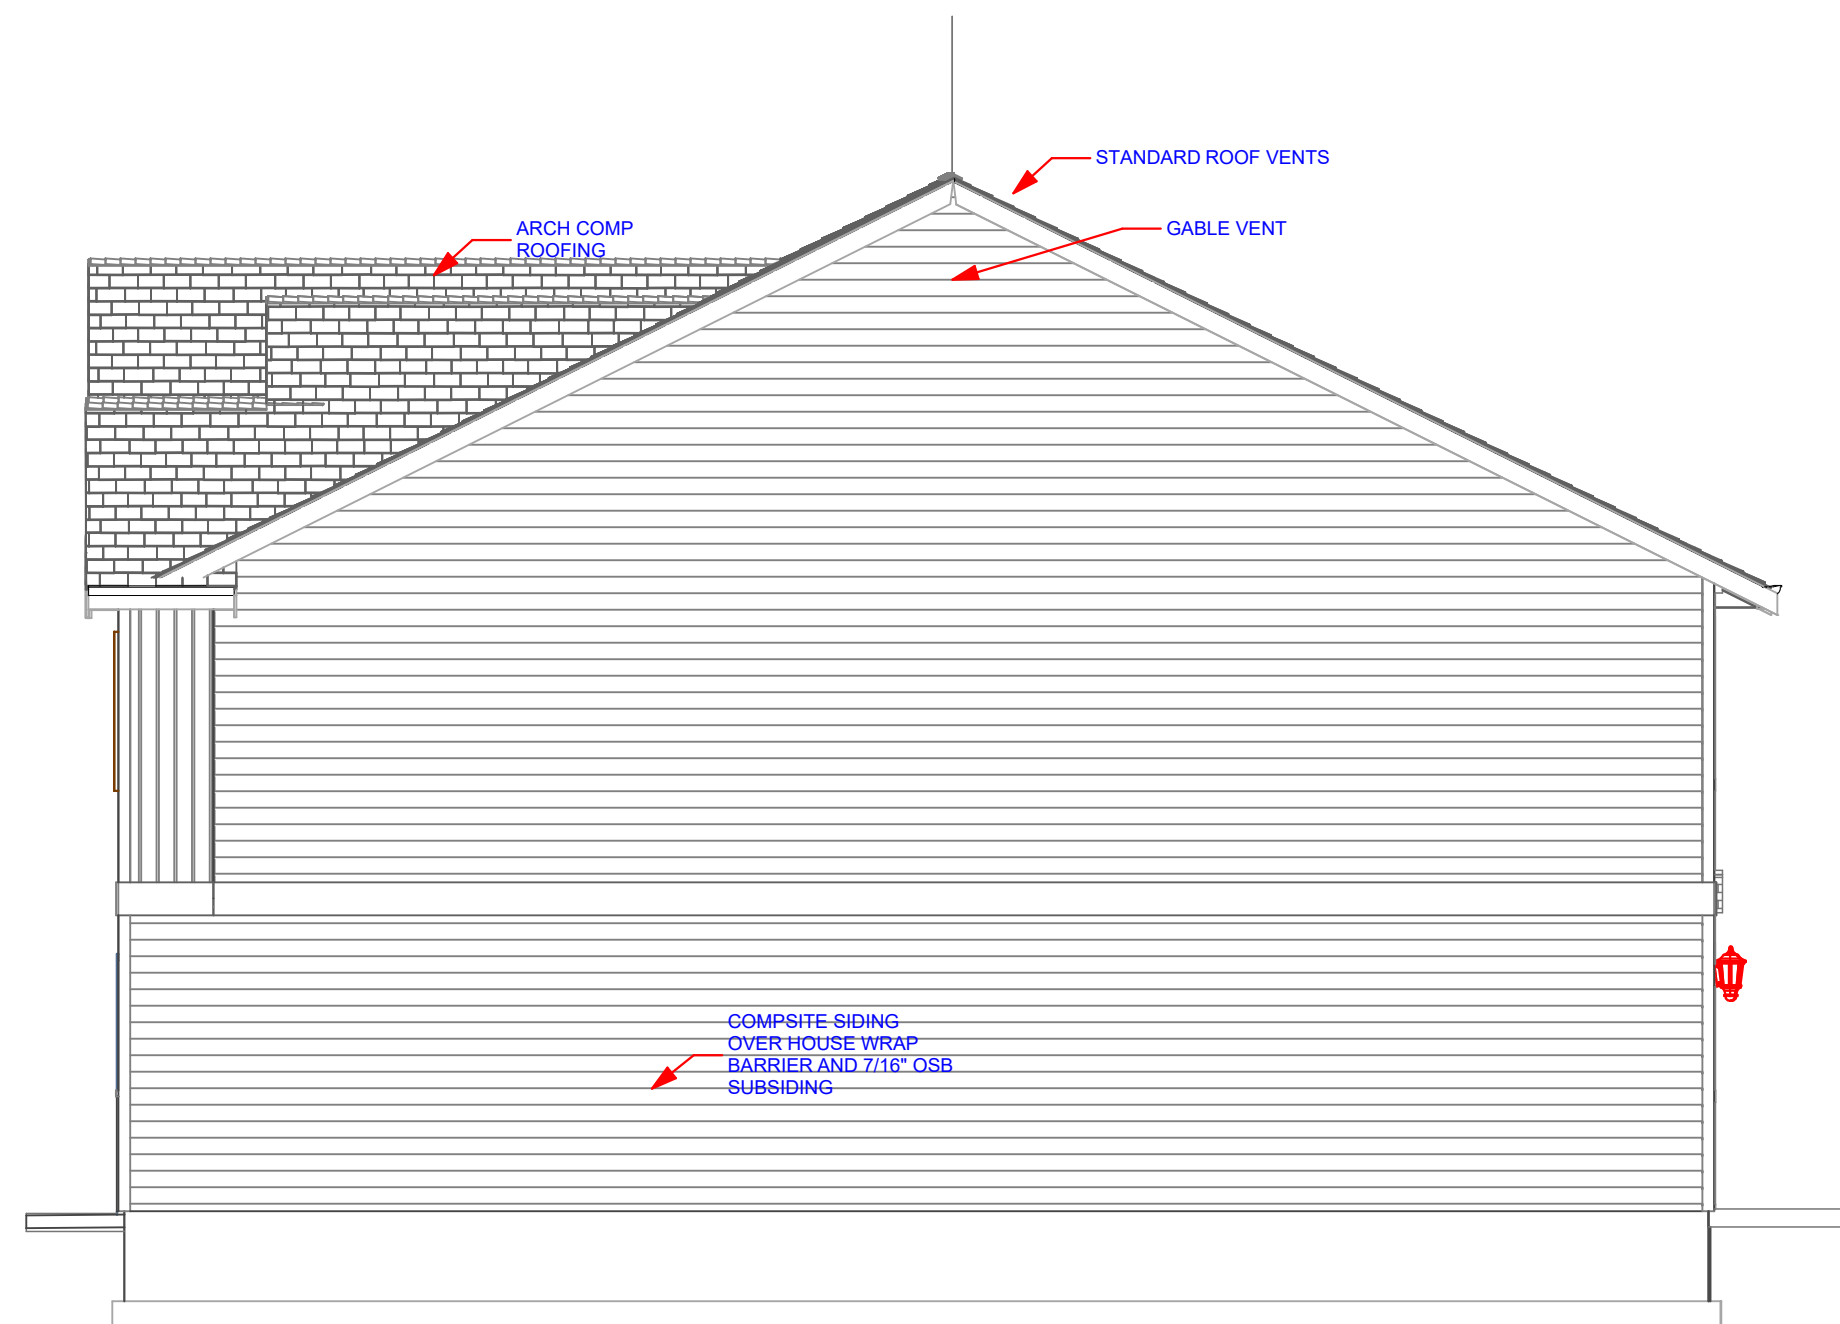 STANDARD ROOF VENTS
ARCH COMP
ROOFING
GABLE VENT
COMPSITE SIDING
OVER HOUSE WRAP
BARRIER AND 7/16" OSB
SUBSIDING